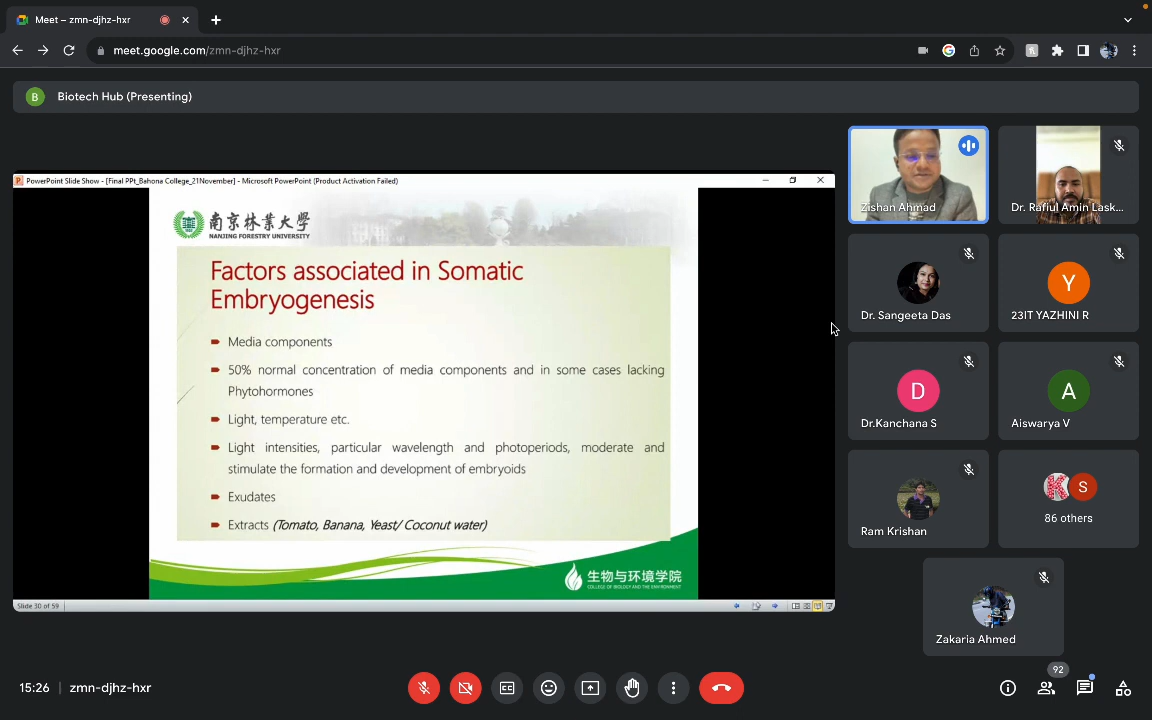 Meet – zmn-djhz-hxr
meet.google.com/zmn-djhz-hxr
B
Biotech Hub (Presenting)
PowerPoint Slide Show - [Final PPt_Bahona College_21November] - Microsoft PowerPoint (Product Activation Failed)
南京林業大學
NANJING FORESTRY UNIVERSITY
Factors associated in Somatic
Embryogenesis
Media components
50% normal concentration of media components and in some cases lacking
Phytohormones
Light, temperature etc.
Light intensities, particular wavelength and photoperiods, moderate and
stimulate the formation and development of embryoids
Exudates
Extracts (Tomato, Banana, Yeast/ Coconut water)
生物与环境学院
COLLEGE OF BIOLOGY AND THE ENVIRONMENT
Slide 30 of 59
Zishan Ahmad
Dr. Rafiul Amin Lask...
Dr. Sangeeta Das
Y
23IT YAZHINI R
D
Dr.Kanchana S
A
Aiswarya V
Ram Krishan
K S
86 others
Zakaria Ahmed
15:26 | zmn-djhz-hxr
92